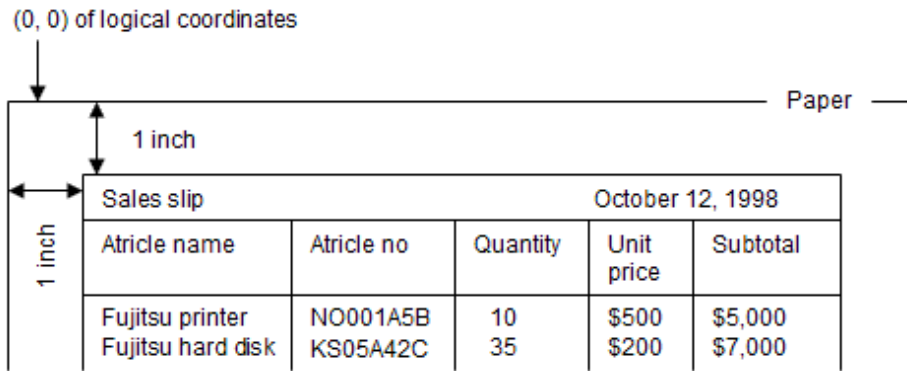 (0, 0) of logical coordinates
Paper
1 inch
1 inch
Sales slip October 12, 1998
Atricle name Atricle no Quantity Unit price Subtotal
Fujitsu printer NO001A5B 10 $500 $5,000
Fujitsu hard disk KS05A42C 35 $200 $7,000